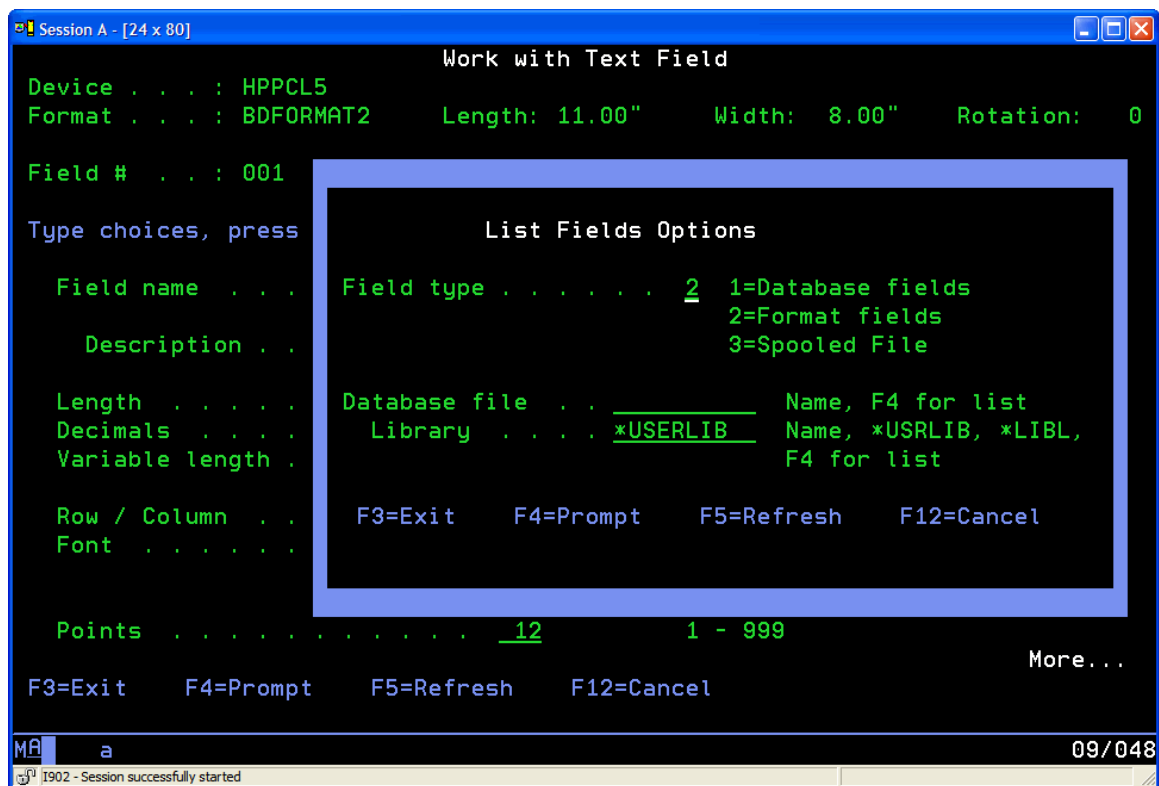 Session A - [24 x 80]
Work with Text Field
Device . . . : HPPCL5
Format . . . : BDFORMAT2 Length: 11.00" Width: 8.00" Rotation: 0
Field # . . : 001
Type choices, press
List Fields Options
Field name . . .
Field type . . . . . . 2 1=Database fields
2=Format fields
Description . .
3=Spooled File
Length . . . . .
Database file . . Name, F4 for list
Decimals . . . .
Library . . . . *USERLIB Name, *USRLIB, *LIBL,
Variable length .
F4 for list
Row / Column . .
F3=Exit F4=Prompt F5=Refresh F12=Cancel
Font . . . . . .
Points . . . . . . . . . . . . 12 1 - 999
More...
F3=Exit F4=Prompt F5=Refresh F12=Cancel
MA a 09/048
I902 - Session successfully started